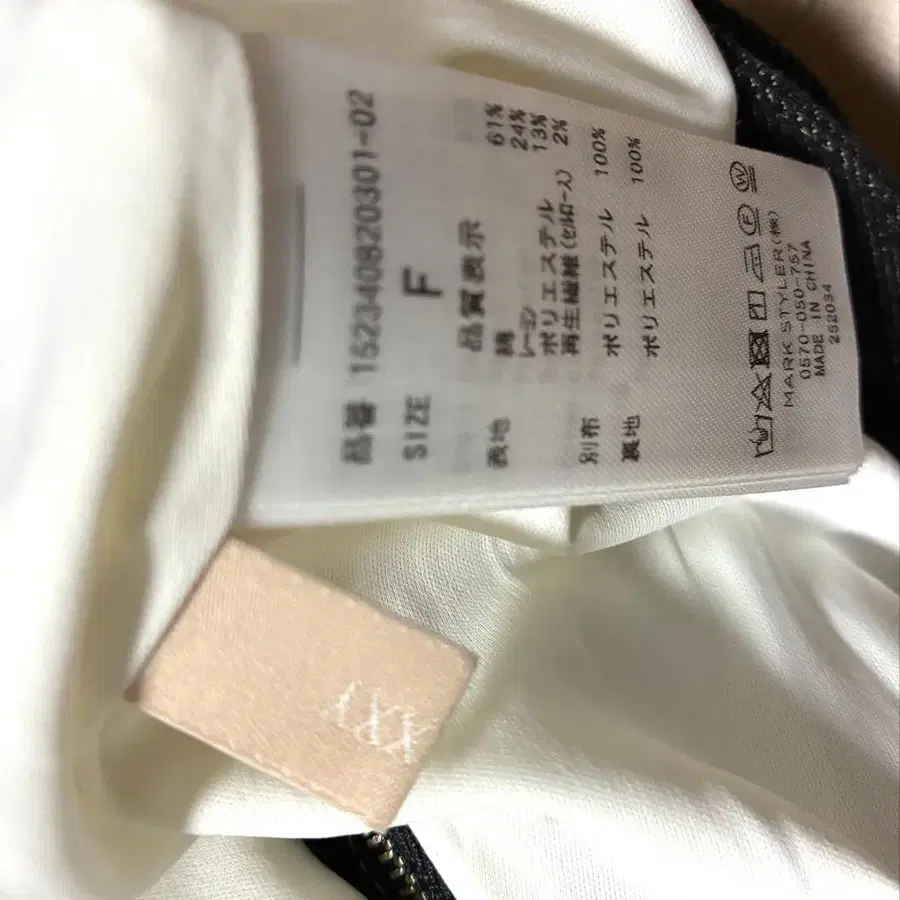 品番 152340820301-02
SIZE F
品質表示
表地 綿 61%
レーヨン 24%
ポリエステル 13%
再生繊維(セルロース) 2%
別布 ポリエステル 100%
裏地 ポリエステル 100%
MARK STYLER(株)
0570-050-757
MADE IN CHINA
252034